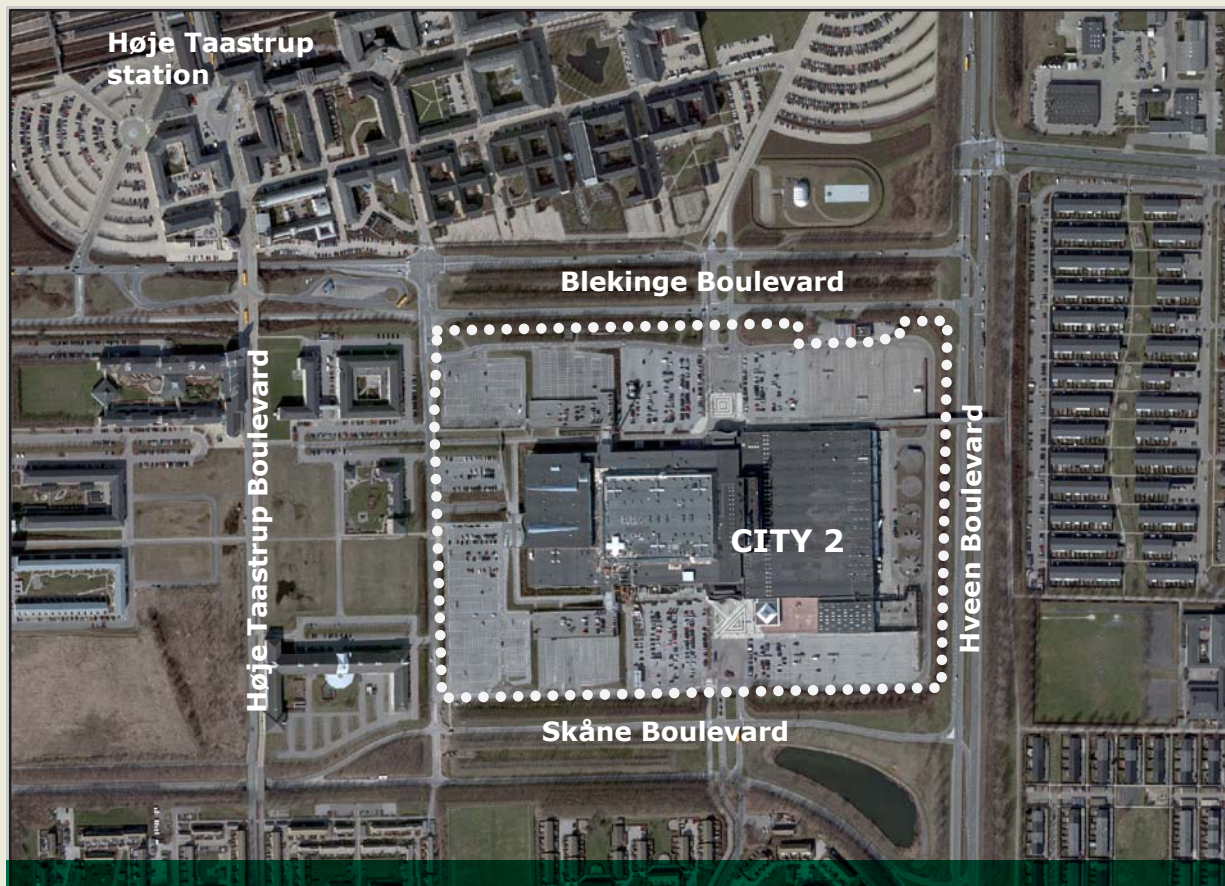 Høje Taastrup
station
Blekinge Boulevard
Høje Taastrup Boulevard
CITY 2
Hveen Boulevard
Skåne Boulevard